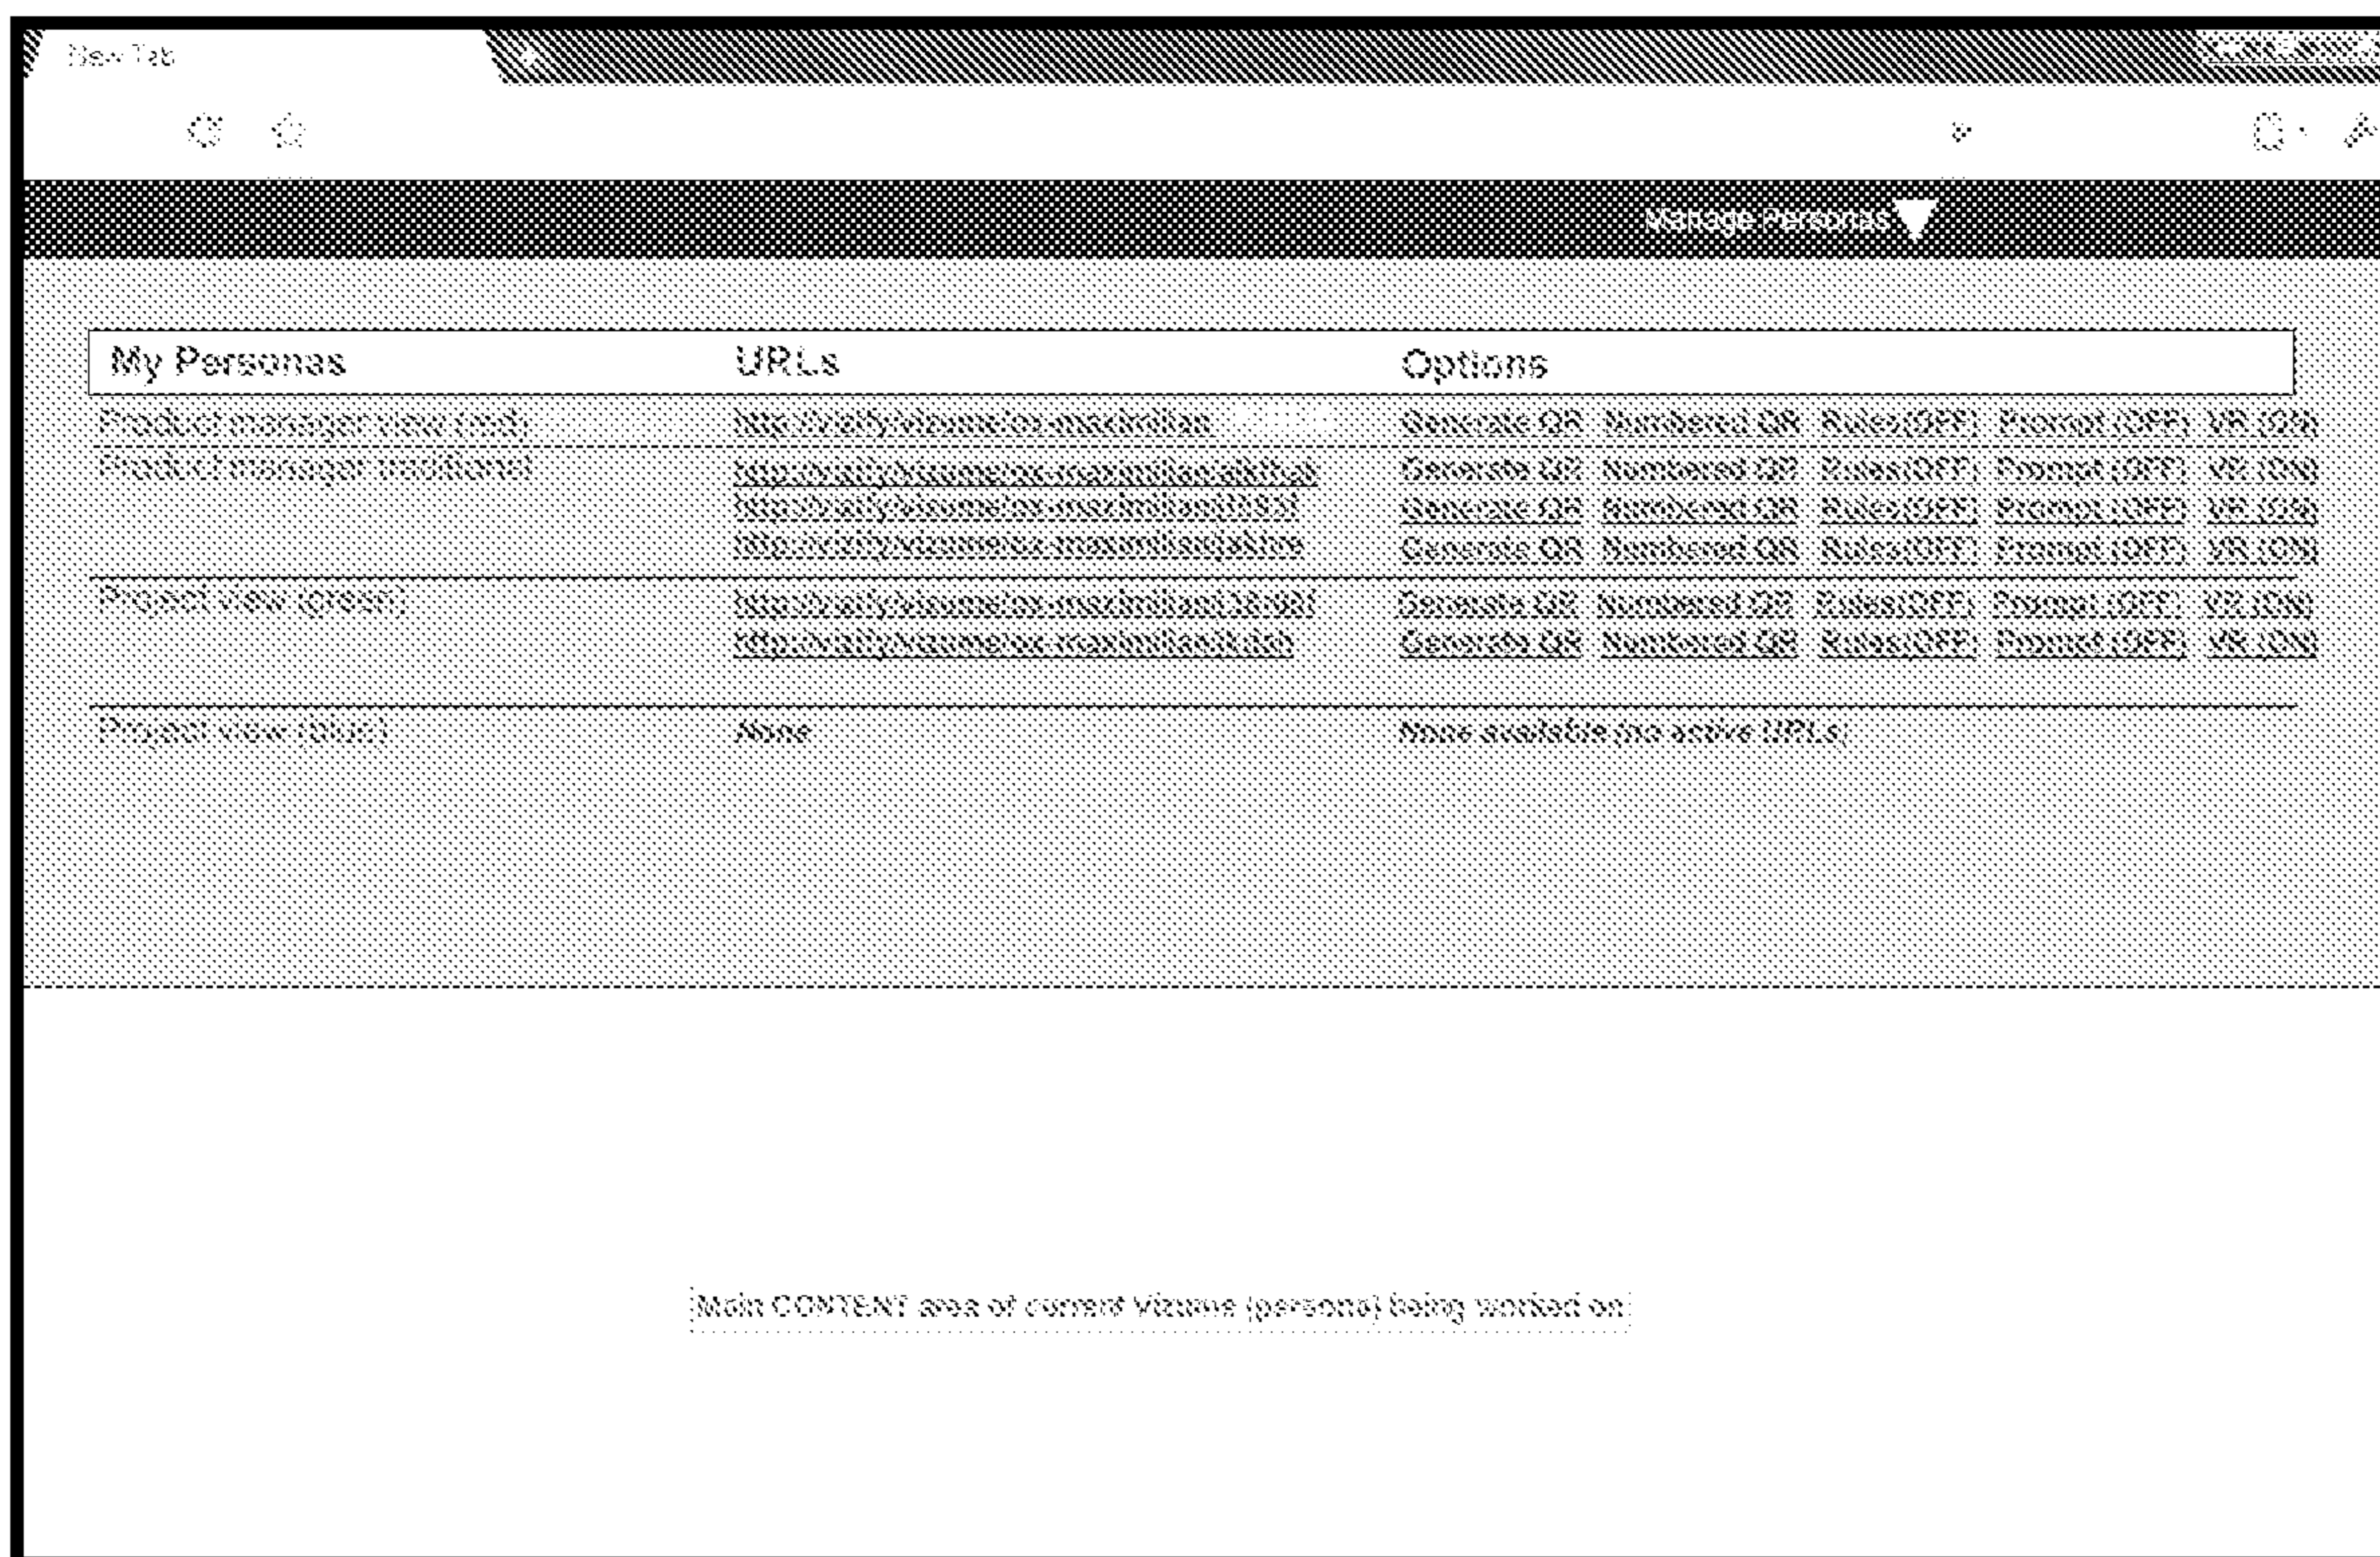 New Tab
Manage Personas
My Personas URLs Options
Product manager view (red) Generate QR Numbered QR Rules(OFF) Prompt (OFF) VR (ON)
Product manager traditional Generate QR Numbered QR Rules(OFF) Prompt (OFF) VR (ON)
Generate QR Numbered QR Rules(OFF) Prompt (OFF) VR (ON)
Generate QR Numbered QR Rules(OFF) Prompt (OFF) VR (ON)
Project view (green) Generate QR Numbered QR Rules(OFF) Prompt (OFF) VR (ON)
Generate QR Numbered QR Rules(OFF) Prompt (OFF) VR (ON)
Project view (blue) None None available (no active URLs)
Main CONTENT area of current Vizume (persona) being worked on